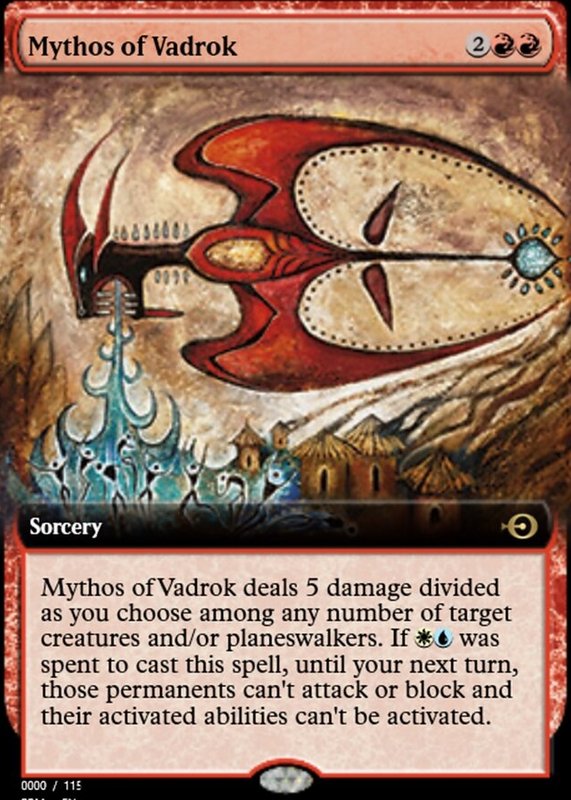 Mythos of Vadrok 2
Sorcery
Mythos of Vadrok deals 5 damage divided
as you choose among any number of target
creatures and/or planeswalkers. If was
spent to cast this spell, until your next turn,
those permanents can't attack or block and
their activated abilities can't be activated.
0000 / 115